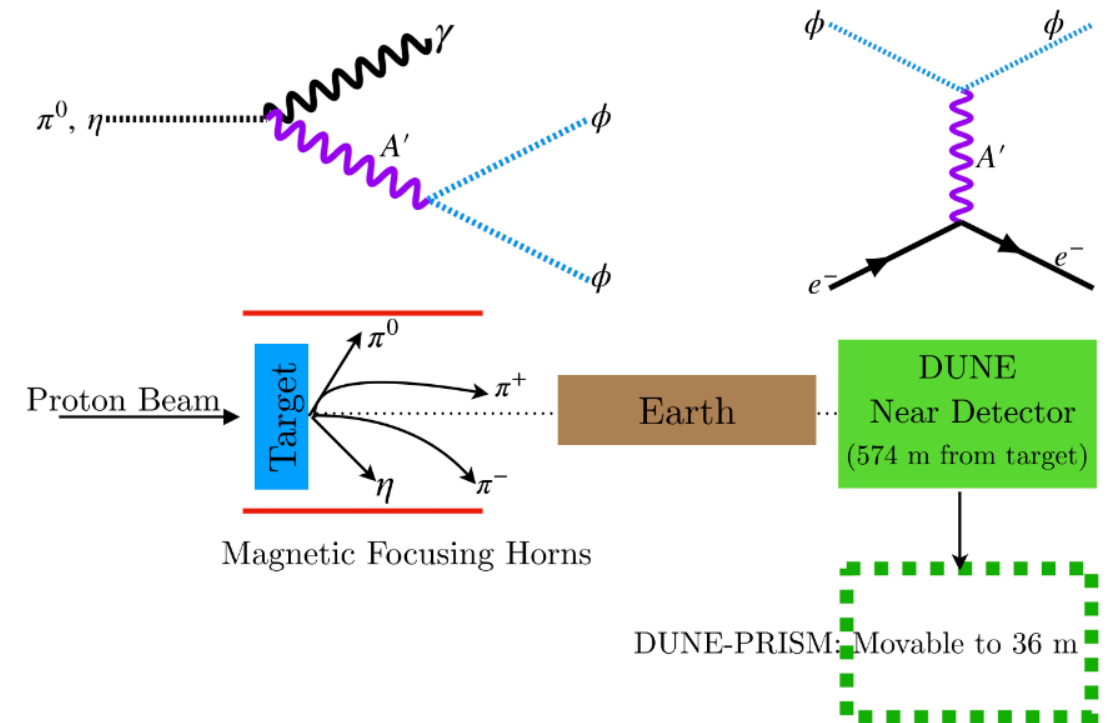 γ
π⁰, η
A′
ϕ
ϕ
ϕ
ϕ
A′
e⁻
e⁻
Proton Beam
Target
π⁰
π⁺
η
π⁻
Magnetic Focusing Horns
Earth
DUNE
Near Detector
(574 m from target)
DUNE-PRISM: Movable to 36 m